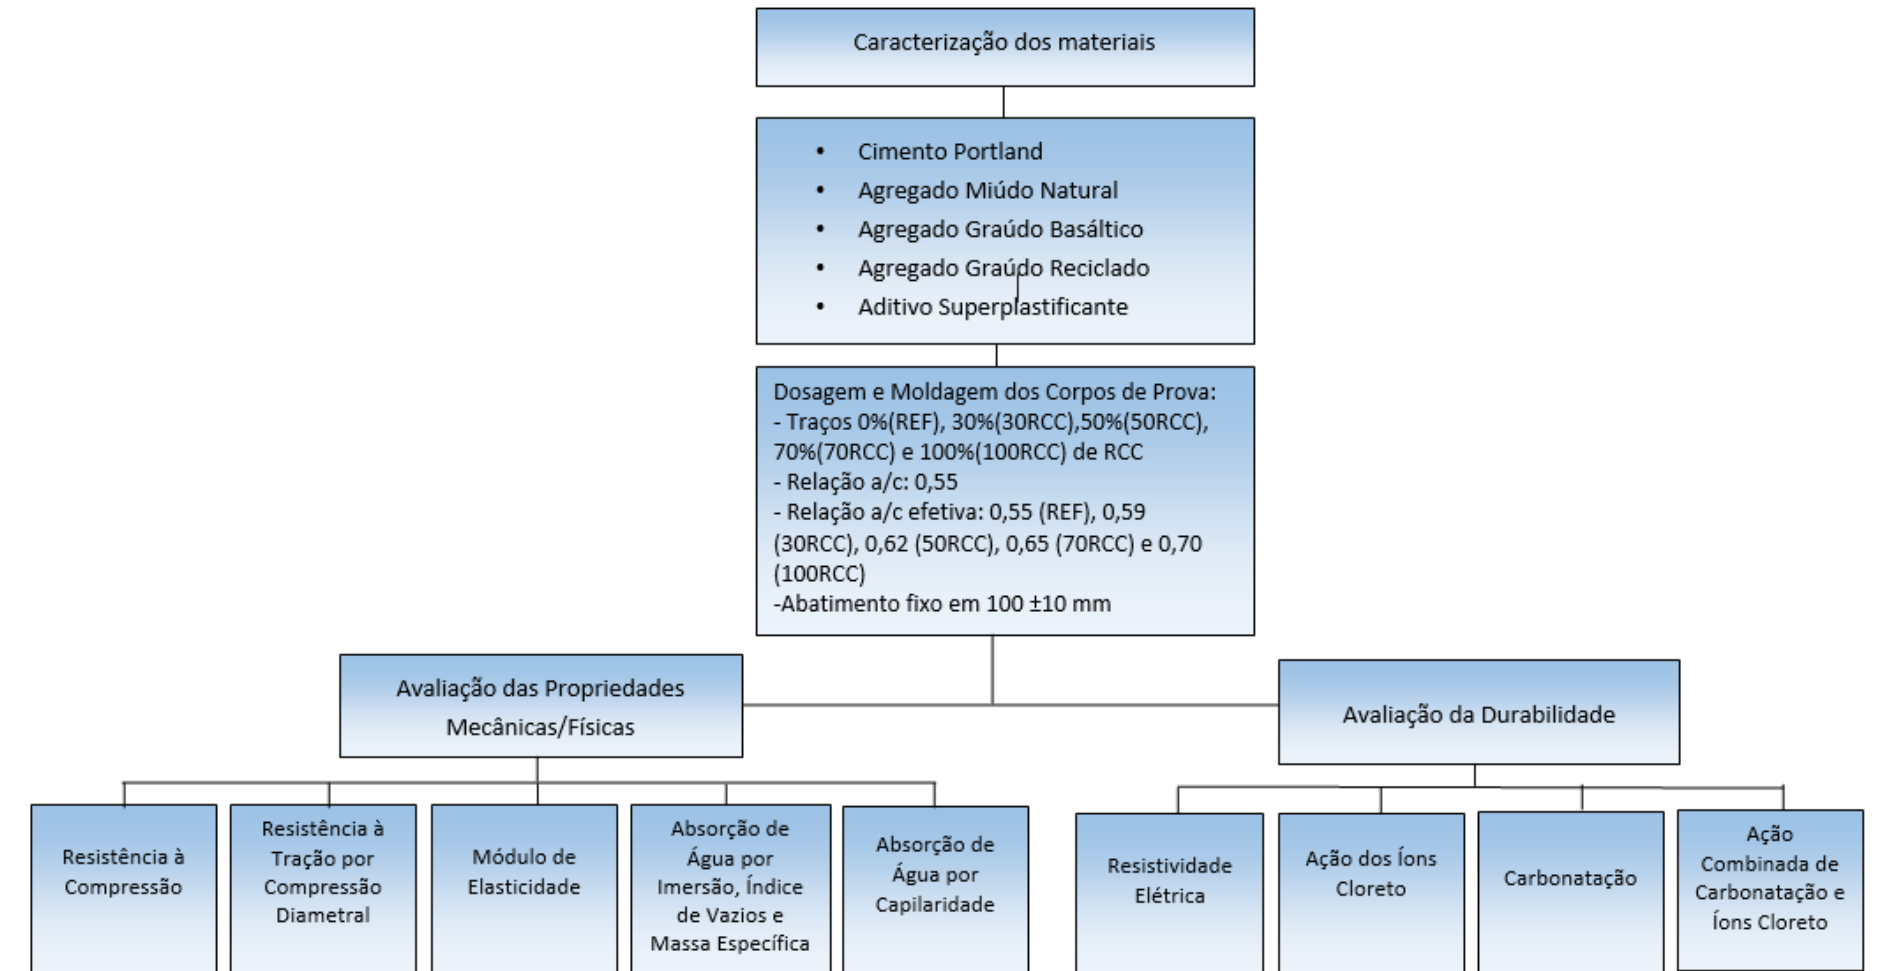 Caracterização dos materiais
• Cimento Portland
• Agregado Miúdo Natural
• Agregado Graúdo Basáltico
• Agregado Graúdo Reciclado
• Aditivo Superplastificante
Dosagem e Moldagem dos Corpos de Prova:
- Traços 0%(REF), 30%(30RCC),50%(50RCC),
70%(70RCC) e 100%(100RCC) de RCC
- Relação a/c: 0,55
- Relação a/c efetiva: 0,55 (REF), 0,59
(30RCC), 0,62 (50RCC), 0,65 (70RCC) e 0,70
(100RCC)
-Abatimento fixo em 100 ±10 mm
Avaliação das Propriedades
Mecânicas/Físicas
Avaliação da Durabilidade
Resistência à
Compressão
Resistência à
Tração por
Compressão
Diametral
Módulo de
Elasticidade
Absorção de
Água por
Imersão, Índice
de Vazios e
Massa Específica
Absorção de
Água por
Capilaridade
Resistividade
Elétrica
Ação dos Íons
Cloreto
Carbonatação
Ação
Combinada de
Carbonatação e
Íons Cloreto